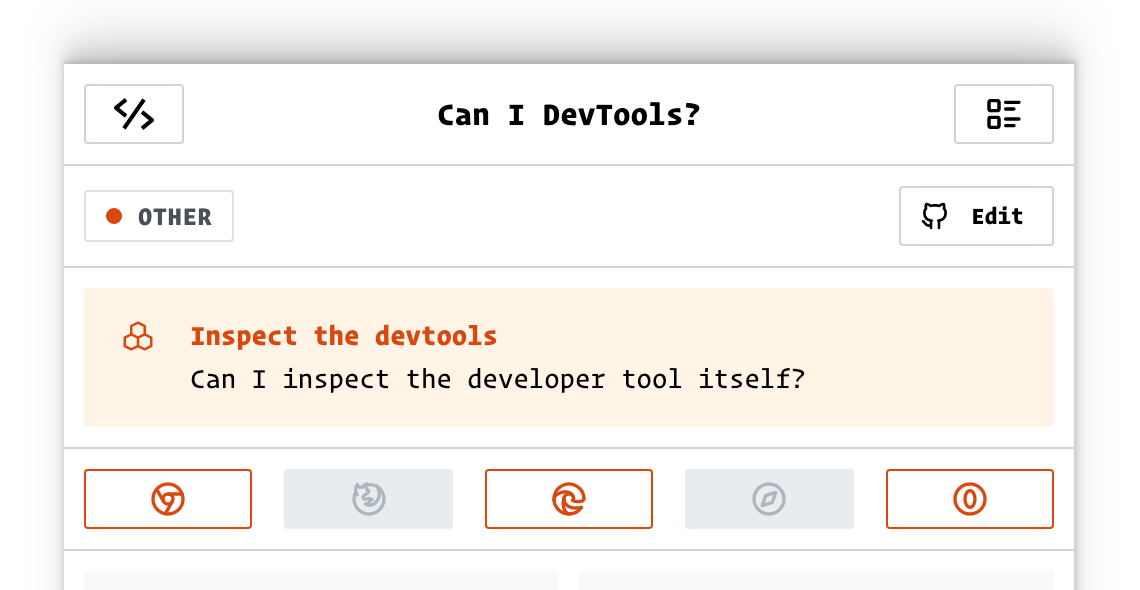 Can I DevTools?
OTHER
Edit
Inspect the devtools
Can I inspect the developer tool itself?